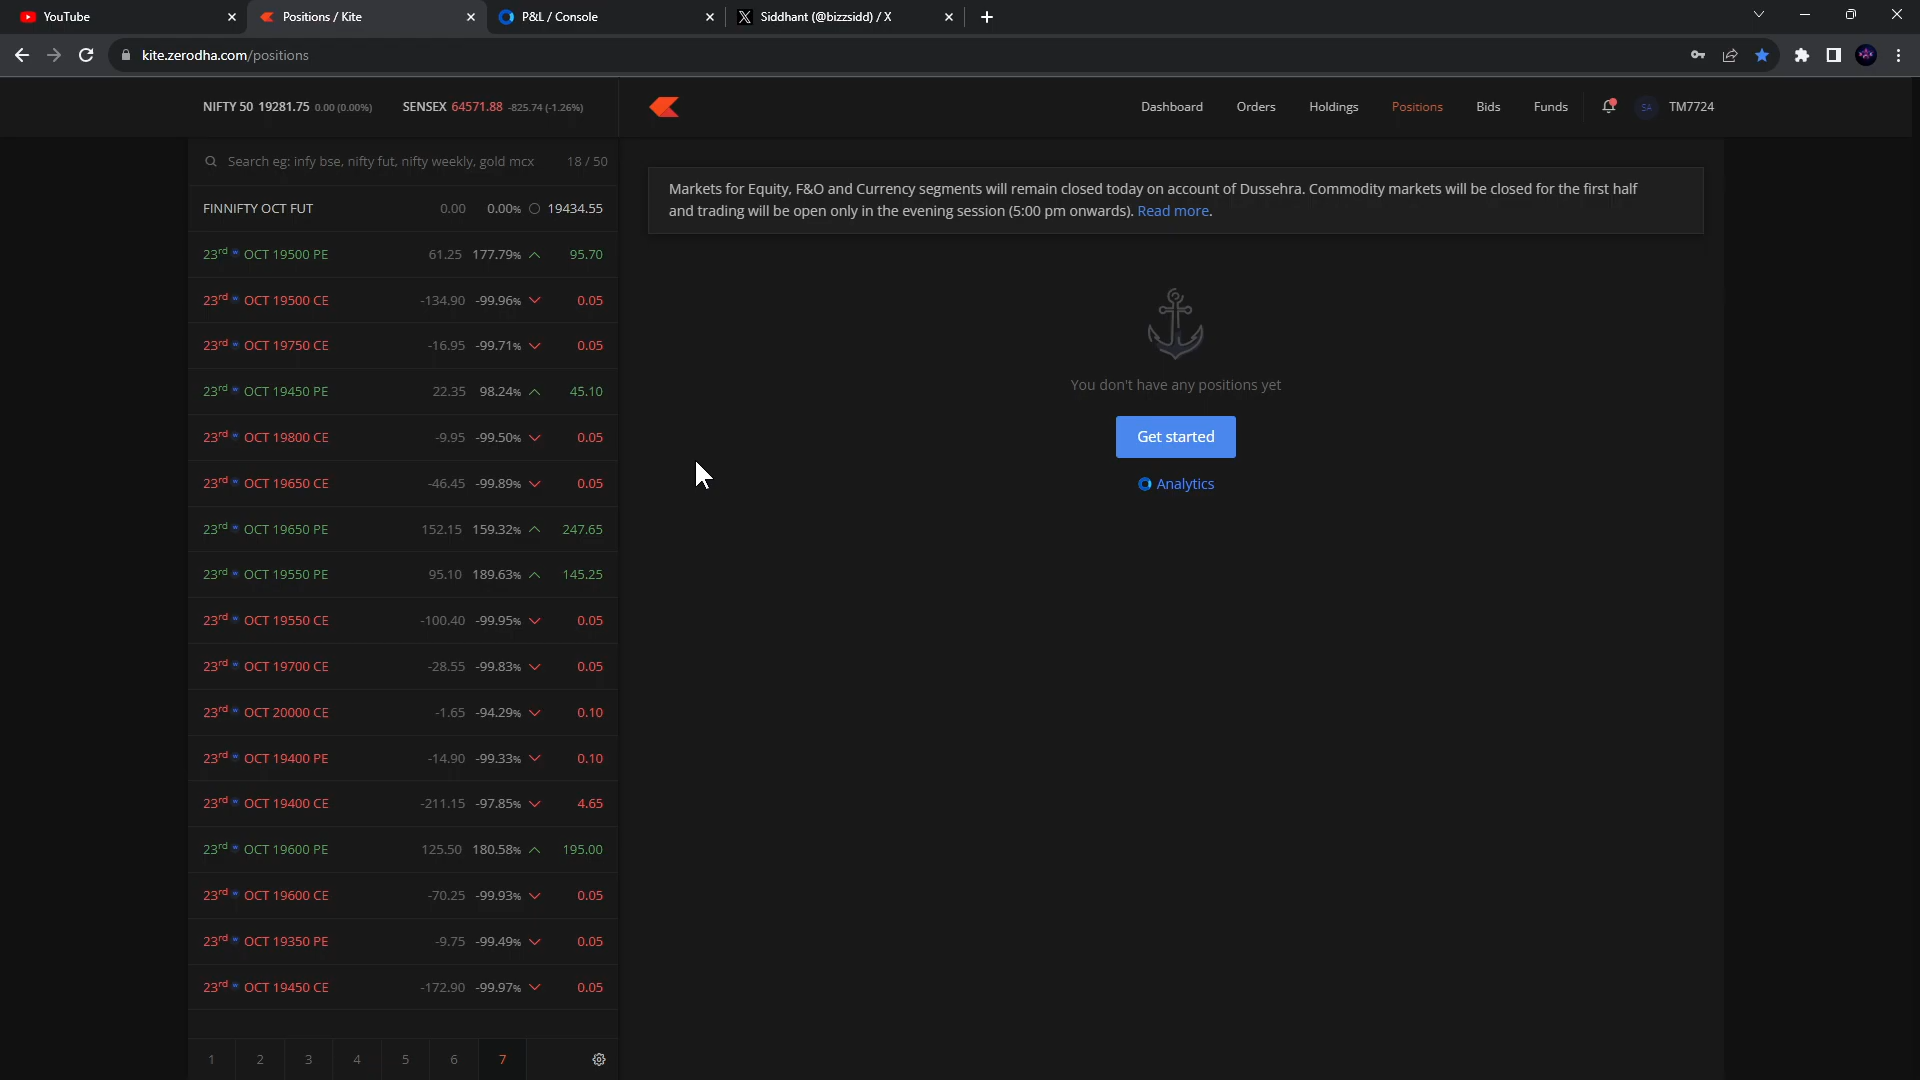 YouTube
Positions / Kite
P&L / Console
Siddhant (@bizzsidd) / X
kite.zerodha.com/positions
NIFTY 50 19281.75 0.00 (0.00%) SENSEX 64571.88 -825.74 (-1.26%)
Dashboard Orders Holdings Positions Bids Funds SA TM7724
Search eg: infy bse, nifty fut, nifty weekly, gold mcx 18 / 50
Markets for Equity, F&O and Currency segments will remain closed today on account of Dussehra. Commodity markets will be closed for the first half
and trading will be open only in the evening session (5:00 pm onwards). Read more.
FINNIFTY OCT FUT 0.00 0.00% 19434.55
23rd w OCT 19500 PE 61.25 177.79% 95.70
23rd w OCT 19500 CE -134.90 -99.96% 0.05
23rd w OCT 19750 CE -16.95 -99.71% 0.05
23rd w OCT 19450 PE 22.35 98.24% 45.10
23rd w OCT 19800 CE -9.95 -99.50% 0.05
23rd w OCT 19650 CE -46.45 -99.89% 0.05
23rd w OCT 19650 PE 152.15 159.32% 247.65
23rd w OCT 19550 PE 95.10 189.63% 145.25
23rd w OCT 19550 CE -100.40 -99.95% 0.05
23rd w OCT 19700 CE -28.55 -99.83% 0.05
23rd w OCT 20000 CE -1.65 -94.29% 0.10
23rd w OCT 19400 PE -14.90 -99.33% 0.10
23rd w OCT 19400 CE -211.15 -97.85% 4.65
23rd w OCT 19600 PE 125.50 180.58% 195.00
23rd w OCT 19600 CE -70.25 -99.93% 0.05
23rd w OCT 19350 PE -9.75 -99.49% 0.05
23rd w OCT 19450 CE -172.90 -99.97% 0.05
1 2 3 4 5 6 7
You don't have any positions yet
Get started
Analytics